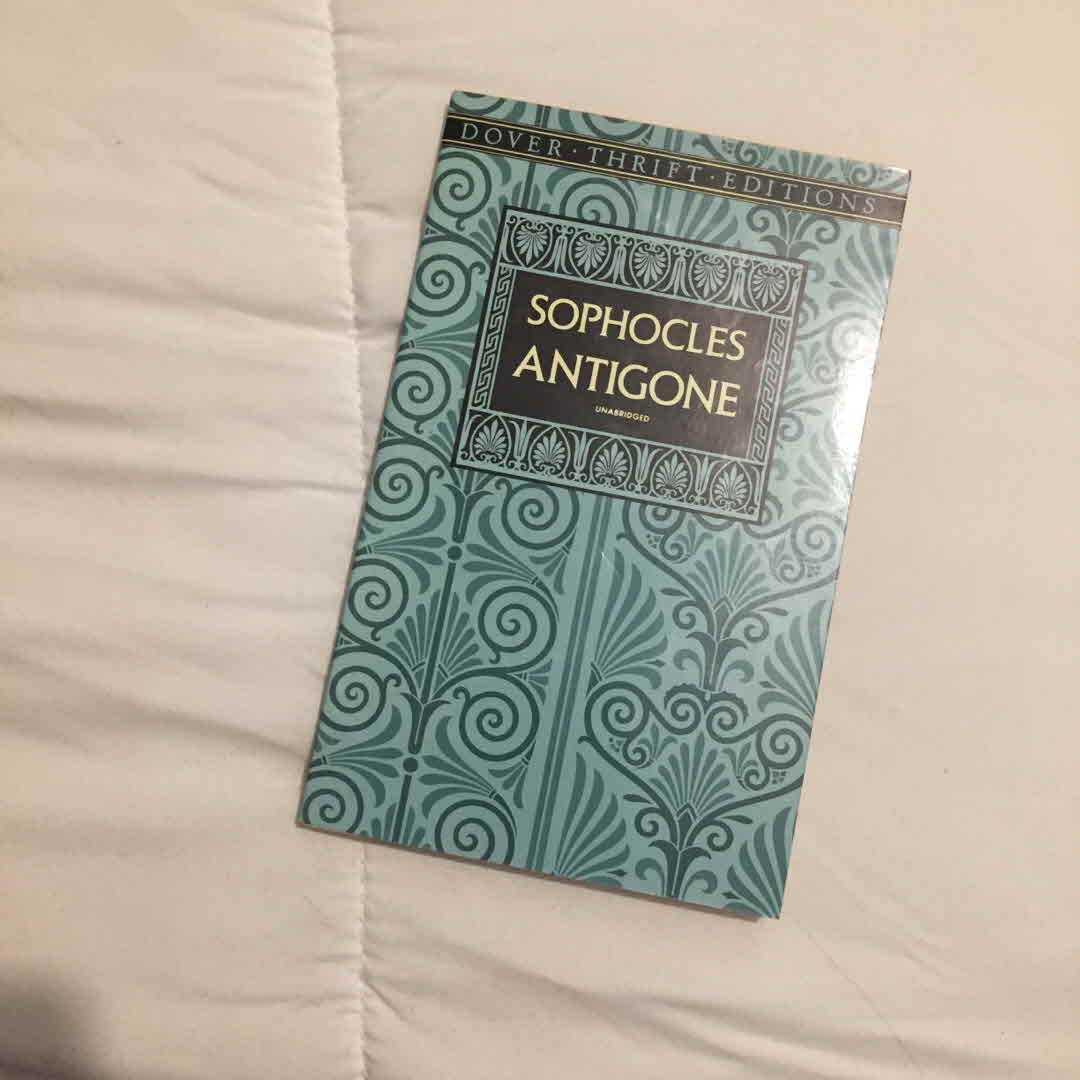 DOVER · THRIFT · EDITIONS
SOPHOCLES
ANTIGONE
UNABRIDGED